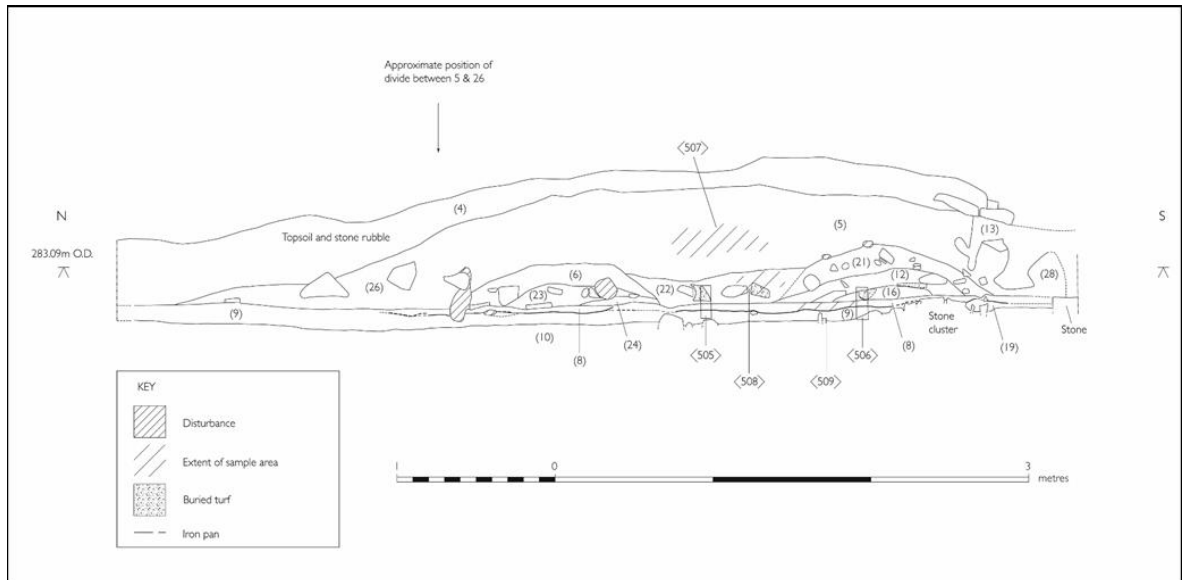 Approximate position of
divide between 5 & 26
<507>
N
S
283.09m O.D.
(4)
(5)
(13)
Topsoil and stone rubble
(21)
(12)
(28)
(26)
(6)
(23)
(22)
(16)
(9)
(9)
Stone
cluster
Stone
(10)
(8)
(24)
<505>
<508>
<509>
<506>
(8)
(19)
KEY
Disturbance
Extent of sample area
Buried turf
Iron pan
1
0
3
metres